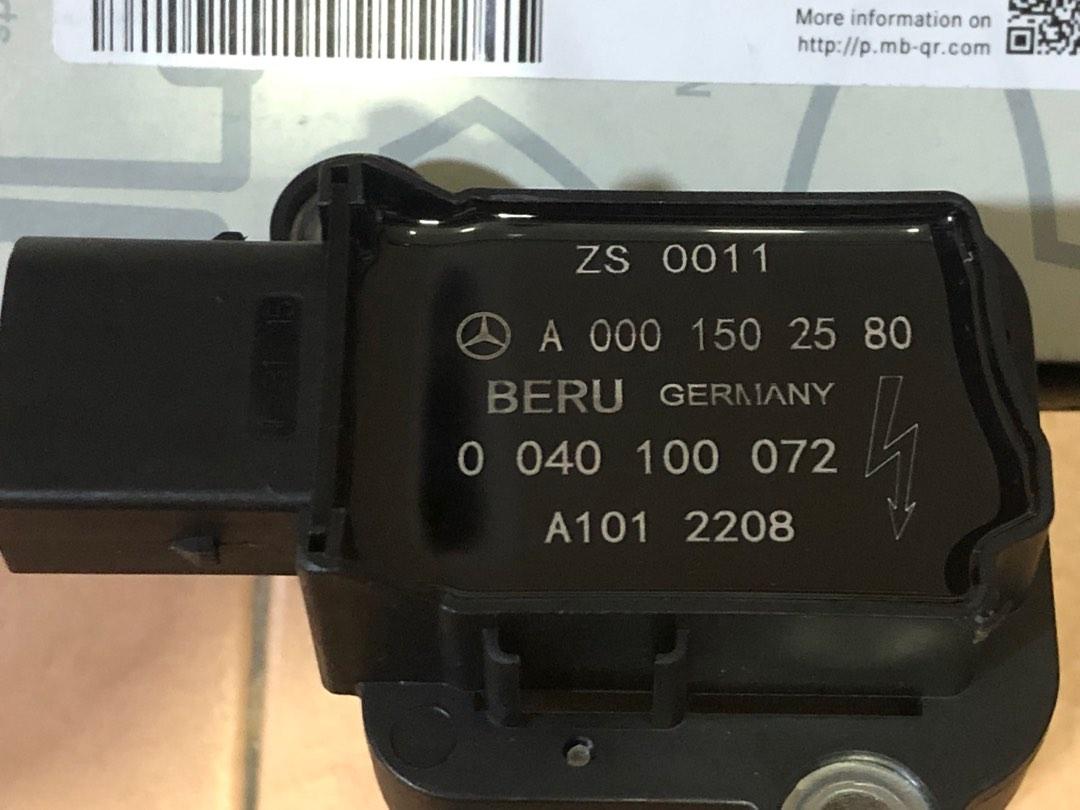 More information on
http://p.mb-qr.com
ZS 0011
A 000 150 25 80
BERU GERMANY
0 040 100 072
A101 2208